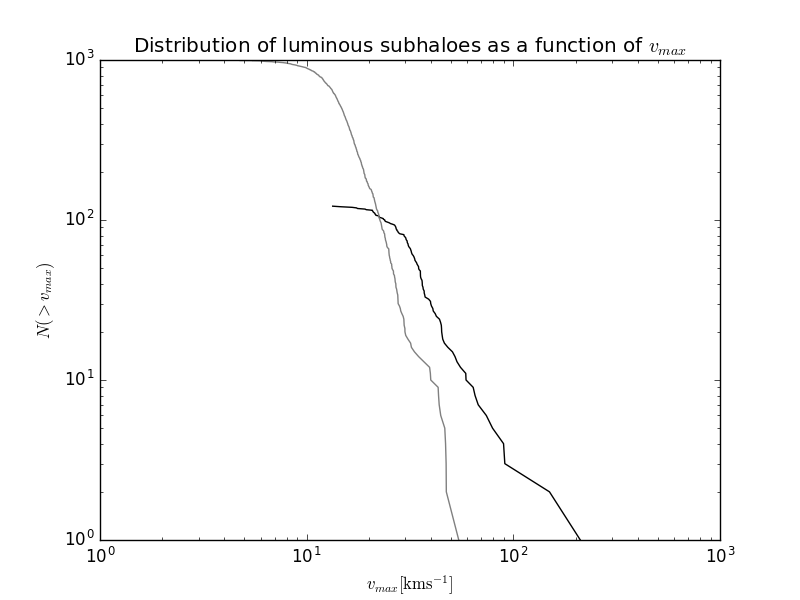 Distribution of luminous subhaloes as a function of v_max
10^3
10^2
10^1
10^0
N(> v_max)
10^0 10^1 10^2 10^3
v_max[kms^−1]